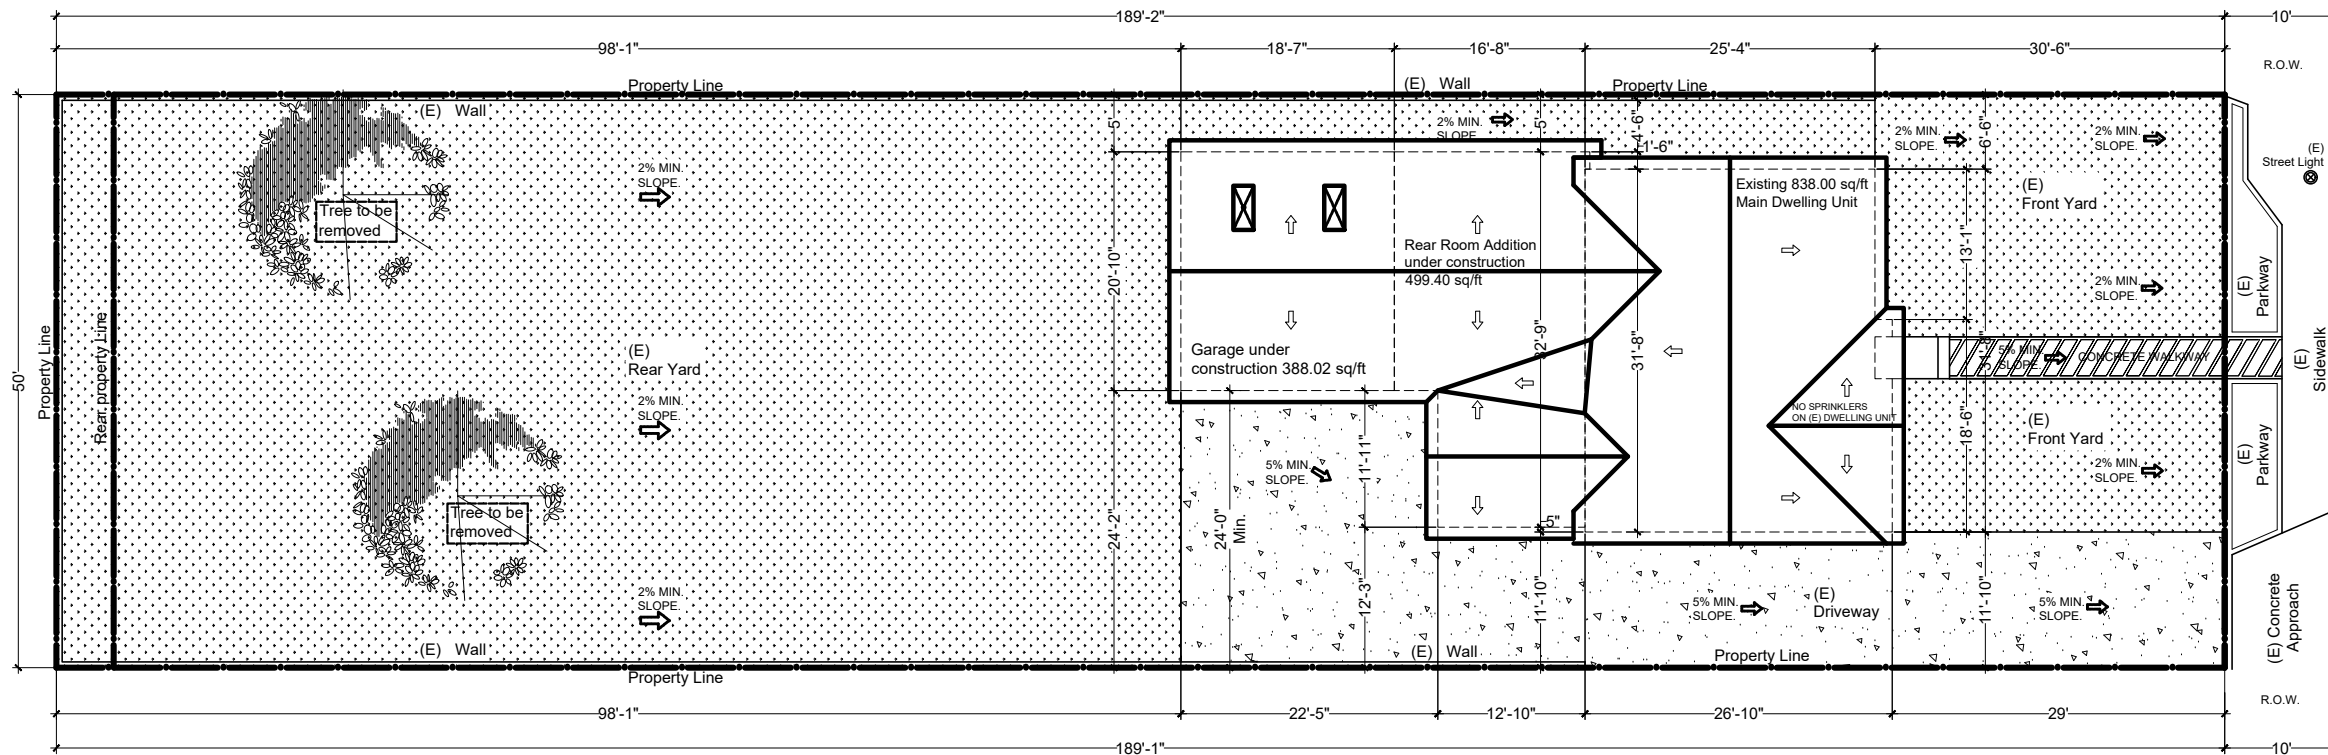 189'-2"
10'
98'-1"
18'-7"
16'-8"
25'-4"
30'-6"
R.O.W.
Property Line
(E) Wall
Property Line
(E) Wall
5'
2% MIN.
SLOPE.
5'
4'-6"
2% MIN.
SLOPE.
6'-6"
2% MIN.
SLOPE.
1'-6"
(E)
Street Light
2% MIN.
SLOPE.
Tree to be
removed
Existing 838.00 sq/ft
Main Dwelling Unit
(E)
Front Yard
Rear Room Addition
under construction
499.40 sq/ft
20'-10"
13'-1"
2% MIN.
SLOPE.
(E)
Parkway
50'
Property Line
Rear property Line
(E)
Rear Yard
Garage under
construction 388.02 sq/ft
32'-9"
31'-8"
5% MIN.
SLOPE.
CONCRETE WALKWAY
31'-8"
(E)
Sidewalk
2% MIN.
SLOPE.
NO SPRINKLERS
ON (E) DWELLING UNIT
18'-6"
(E)
Front Yard
2% MIN.
SLOPE.
(E)
Parkway
5% MIN.
SLOPE.
11'-11"
Tree to be
removed
24'-2"
24'-0"
Min.
5"
2% MIN.
SLOPE.
12'-3"
11'-10"
5% MIN.
SLOPE.
(E)
Driveway
11'-10"
5% MIN.
SLOPE.
(E) Concrete
Approach
(E) Wall
(E) Wall
Property Line
Property Line
R.O.W.
98'-1"
22'-5"
12'-10"
26'-10"
29'
189'-1"
10'